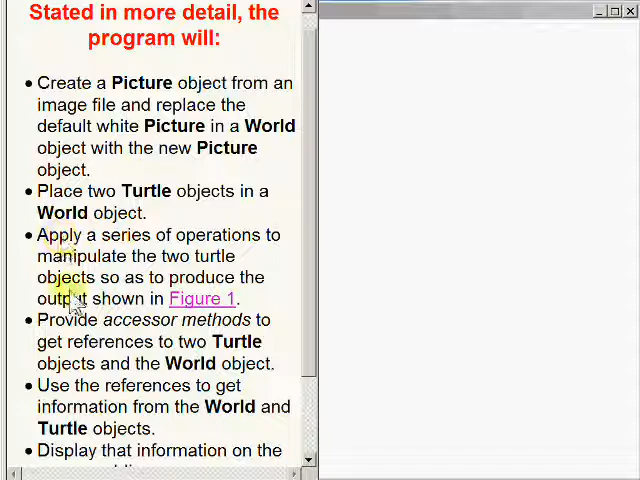 Stated in more detail, the
program will:
• Create a Picture object from an
image file and replace the
default white Picture in a World
object with the new Picture
object.
• Place two Turtle objects in a
World object.
• Apply a series of operations to
manipulate the two turtle
objects so as to produce the
output shown in Figure 1.
• Provide accessor methods to
get references to two Turtle
objects and the World object.
• Use the references to get
information from the World and
Turtle objects.
• Display that information on the